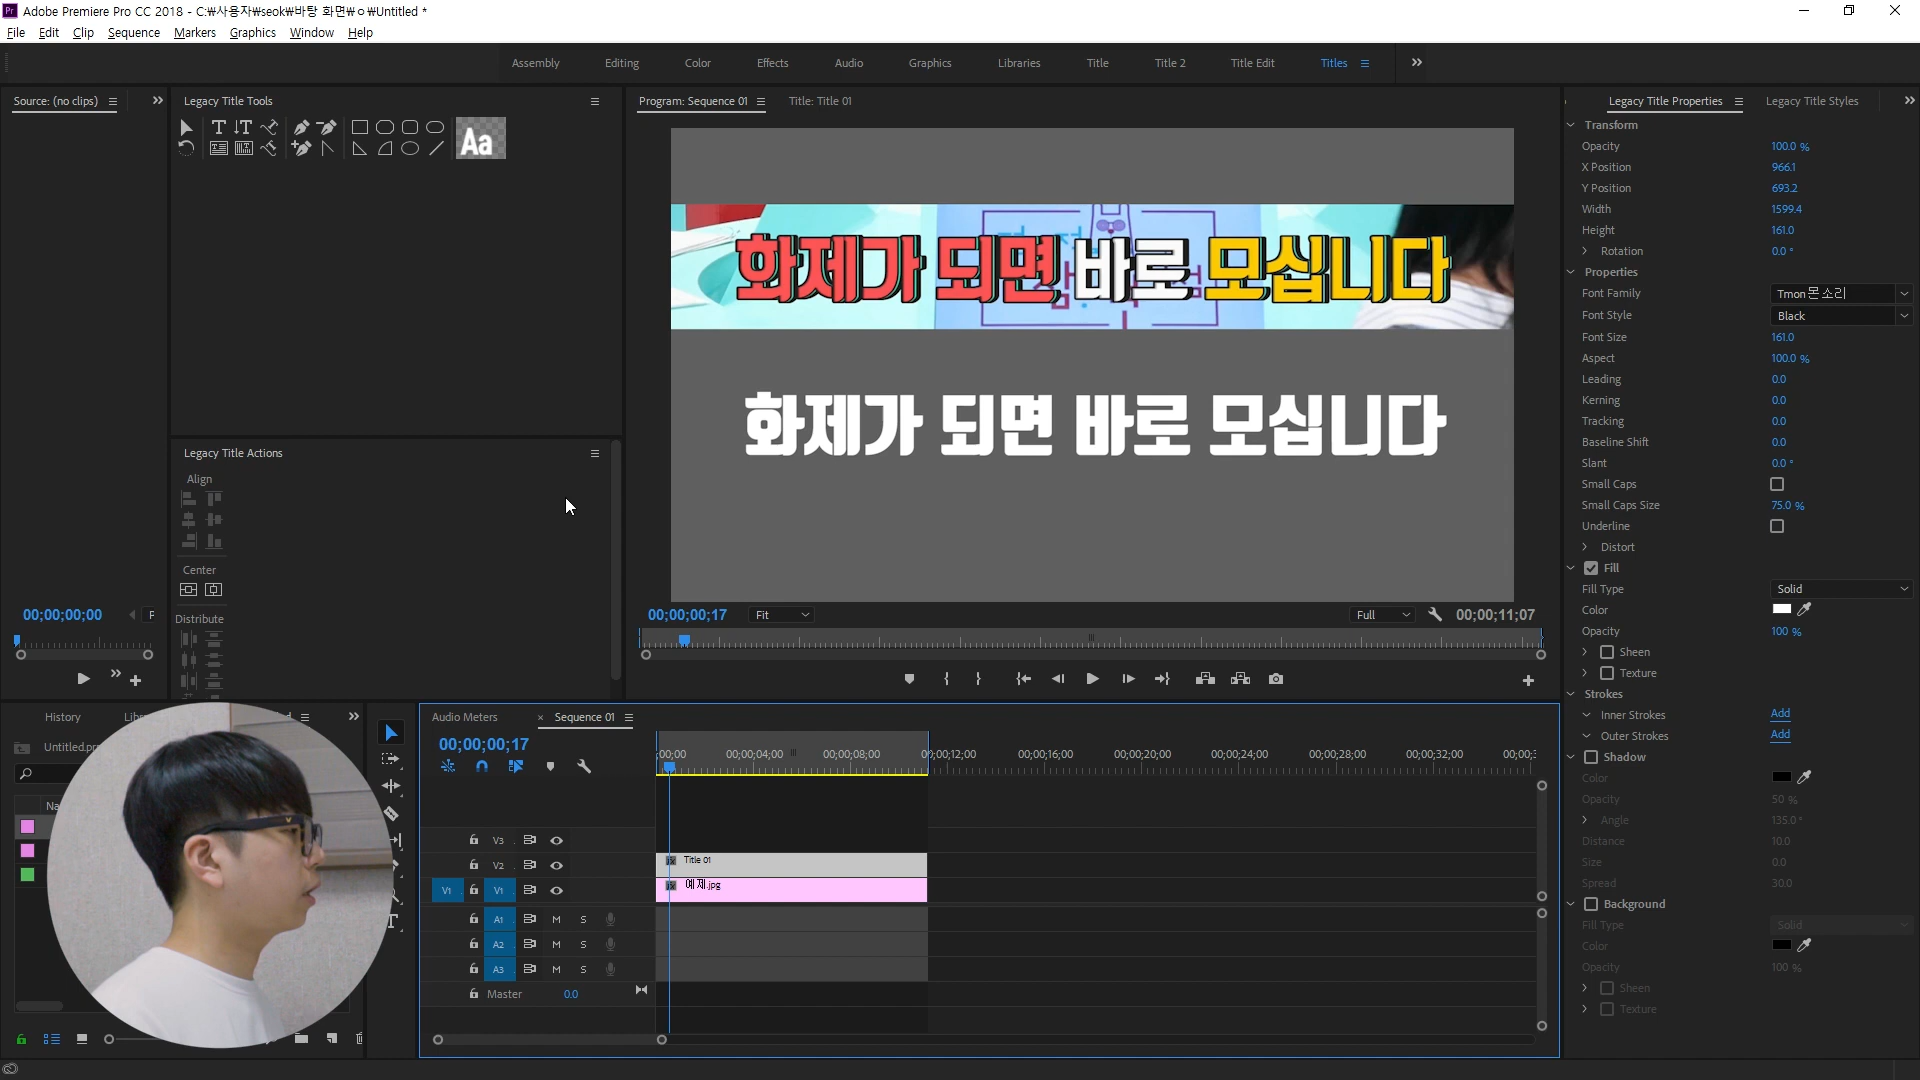 Adobe Premiere Pro CC 2018 - C:₩사용자₩seok₩바탕 화면₩ㅇ₩Untitled *
File Edit Clip Sequence Markers Graphics Window Help
Assembly Editing Color Effects Audio Graphics Libraries Title Title 2 Title Edit Titles
Source: (no clips)
Legacy Title Tools
Aa
Legacy Title Actions
Align
Center
Distribute
00;00;00;00
Program: Sequence 01 Title: Title 01
화제가 되면 바로 모십니다
화제가 되면 바로 모십니다
00;00;00;17 Fit Full 00;00;11;07
Legacy Title Properties Legacy Title Styles
Transform
Opacity 100.0 %
X Position 966.1
Y Position 693.2
Width 1599.4
Height 161.0
Rotation 0.0 °
Properties
Font Family Tmon몬소리
Font Style Black
Font Size 161.0
Aspect 100.0 %
Leading 0.0
Kerning 0.0
Tracking 0.0
Baseline Shift 0.0
Slant 0.0 °
Small Caps
Small Caps Size 75.0 %
Underline
Distort
Fill
Fill Type Solid
Color
Opacity 100 %
Sheen
Texture
Strokes
Inner Strokes Add
Outer Strokes Add
Shadow
Color
Opacity 50 %
Angle 135.0 °
Distance 10.0
Size 0.0
Spread 30.0
Background
Fill Type Solid
Color
Opacity 100 %
Sheen
Texture
History
Audio Meters × Sequence 01
00;00;00;17
;00;00 00;00;04;00 00;00;08;00 00;00;12;00 00;00;16;00 00;00;20;00 00;00;24;00 00;00;28;00 00;00;32;00
V3
V2 Title 01
V1 V1 예제.jpg
A1 M S
A2 M S
A3 M S
Master 0.0